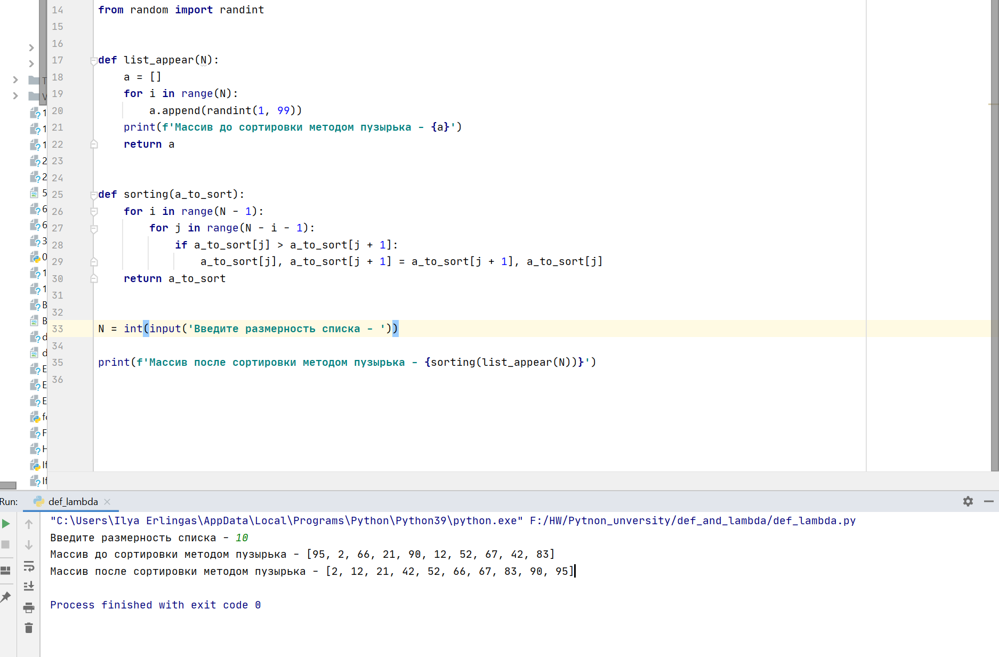 14 from random import randint
15
16
17 def list_appear(N):
18     a = []
19     for i in range(N):
20         a.append(randint(1, 99))
21     print(f'Массив до сортировки методом пузырька - {a}')
22     return a
23
24
25 def sorting(a_to_sort):
26     for i in range(N - 1):
27         for j in range(N - i - 1):
28             if a_to_sort[j] > a_to_sort[j + 1]:
29                 a_to_sort[j], a_to_sort[j + 1] = a_to_sort[j + 1], a_to_sort[j]
30     return a_to_sort
31
32
33 N = int(input('Введите размерность списка - '))
34
35 print(f'Массив после сортировки методом пузырька - {sorting(list_appear(N))}')
36
Run: def_lambda
"C:\Users\Ilya Erlingas\AppData\Local\Programs\Python\Python39\python.exe" F:/HW/Pytnon_unversity/def_and_lambda/def_lambda.py
Введите размерность списка - 10
Массив до сортировки методом пузырька - [95, 2, 66, 21, 90, 12, 52, 67, 42, 83]
Массив после сортировки методом пузырька - [2, 12, 21, 42, 52, 66, 67, 83, 90, 95]
Process finished with exit code 0